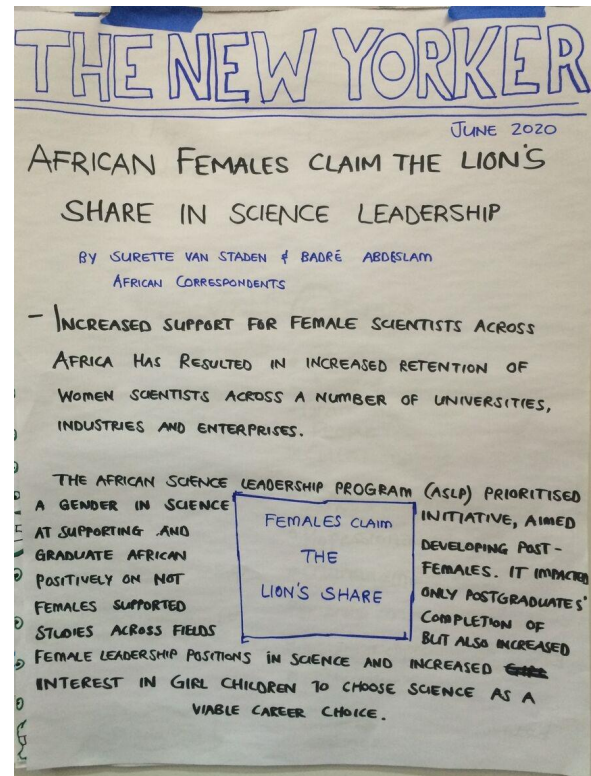 THE NEW YORKER
JUNE 2020
AFRICAN FEMALES CLAIM THE LION'S
SHARE IN SCIENCE LEADERSHIP
BY SURETTE VAN STADEN & BADRÉ ABDESLAM
AFRICAN CORRESPONDENTS
- INCREASED SUPPORT FOR FEMALE SCIENTISTS ACROSS
AFRICA HAS RESULTED IN INCREASED RETENTION OF
WOMEN SCIENTISTS ACROSS A NUMBER OF UNIVERSITIES,
INDUSTRIES AND ENTERPRISES.
THE AFRICAN SCIENCE LEADERSHIP PROGRAM (ASLP) PRIORITISED
A GENDER IN SCIENCE INITIATIVE, AIMED
AT SUPPORTING AND DEVELOPING POST-
GRADUATE AFRICAN FEMALES. IT IMPACTED
POSITIVELY ON NOT ONLY POSTGRADUATES'
FEMALES SUPPORTED COMPLETION OF
STUDIES ACROSS FIELDS BUT ALSO INCREASED
FEMALES CLAIM
THE
LION'S SHARE
FEMALE LEADERSHIP POSITIONS IN SCIENCE AND INCREASED
INTEREST IN GIRL CHILDREN TO CHOOSE SCIENCE AS A
VIABLE CAREER CHOICE.